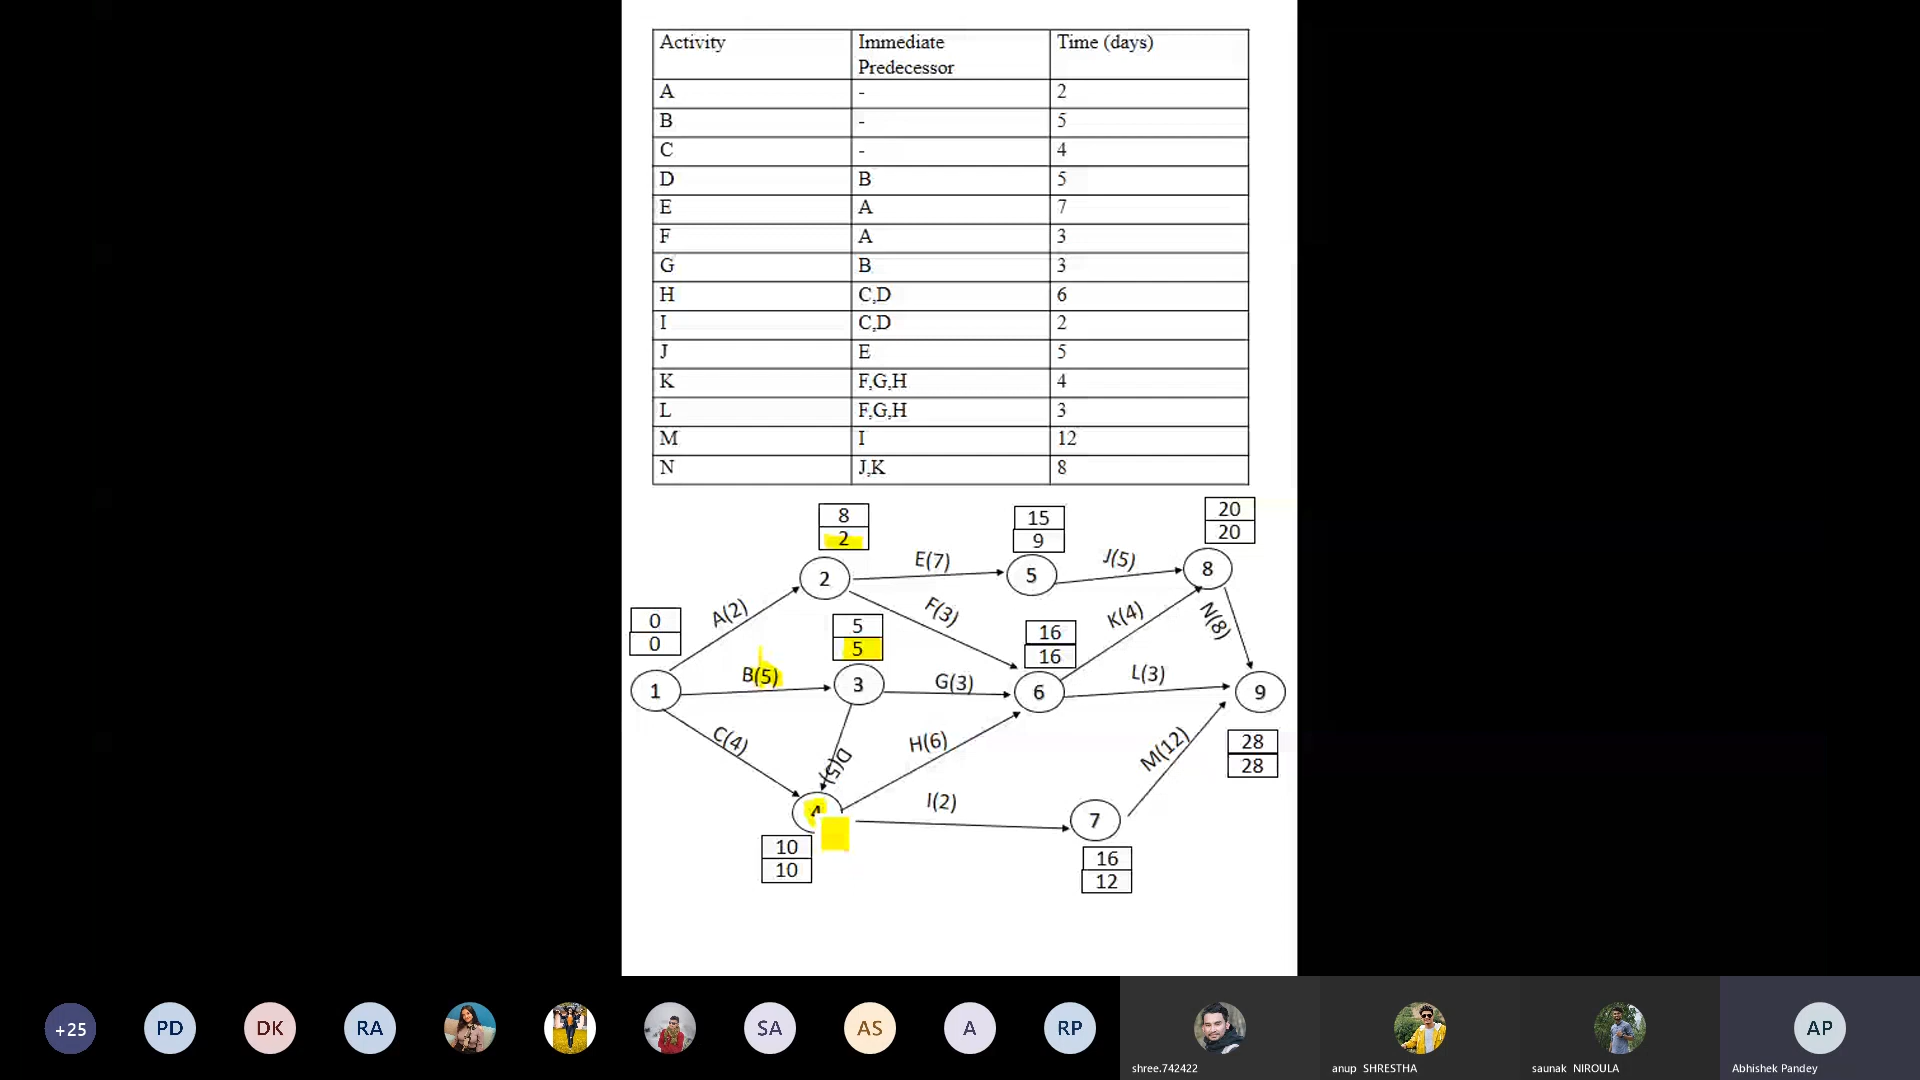 Activity Immediate Predecessor Time (days)
A - 2
B - 5
C - 4
D B 5
E A 7
F A 3
G B 3
H C,D 6
I C,D 2
J E 5
K F,G,H 4
L F,G,H 3
M I 12
N J,K 8
8
2
15
9
20
20
E(7)
J(5)
2
5
8
A(2)
F(3)
K(4)
N(8)
0
0
5
5
16
16
B(5)
G(3)
L(3)
1
3
6
9
C(4)
D(5)
H(6)
M(12)
28
28
I(2)
4
7
10
10
16
12
+25
PD
DK
RA
SA
AS
A
RP
AP
shree.742422
anup SHRESTHA
saunak NIROULA
Abhishek Pandey